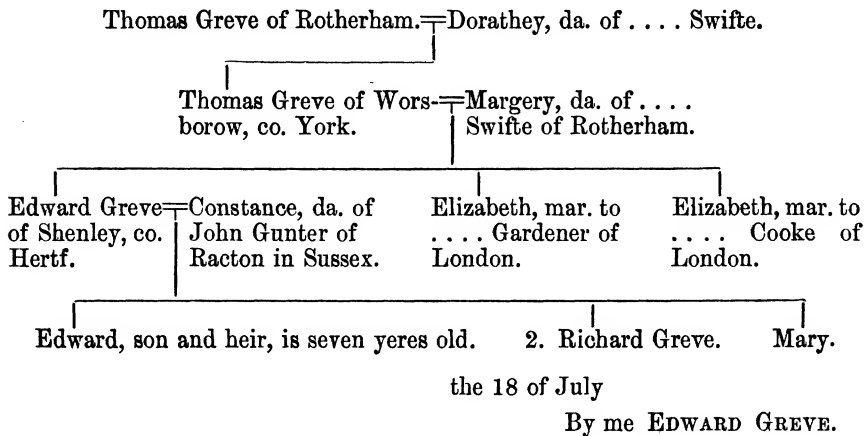 Thomas Greve of Rotherham.=Dorathey, da. of .... Swifte.
Thomas Greve of Wors-=Margery, da. of ....
borow, co. York. Swifte of Rotherham.
Edward Greve=Constance, da. of Elizabeth, mar. to Elizabeth, mar. to
of Shenley, co. John Gunter of .... Gardener of .... Cooke of
Hertf. Racton in Sussex. London. London.
Edward, son and heir, is seven yeres old. 2. Richard Greve. Mary.
the 18 of July
By me EDWARD GREVE.